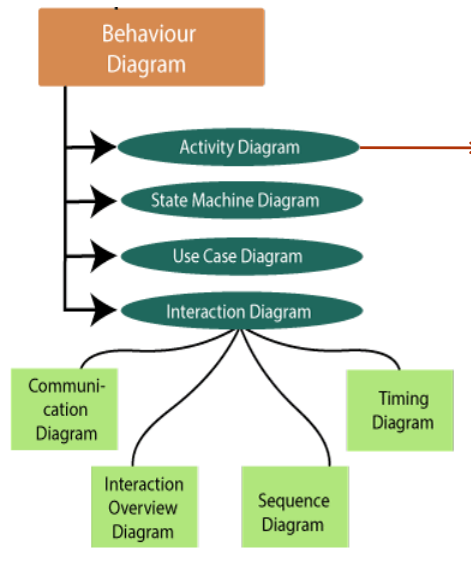 Behaviour
Diagram
Activity Diagram
State Machine Diagram
Use Case Diagram
Interaction Diagram
Communi-
cation
Diagram
Timing
Diagram
Interaction
Overview
Diagram
Sequence
Diagram